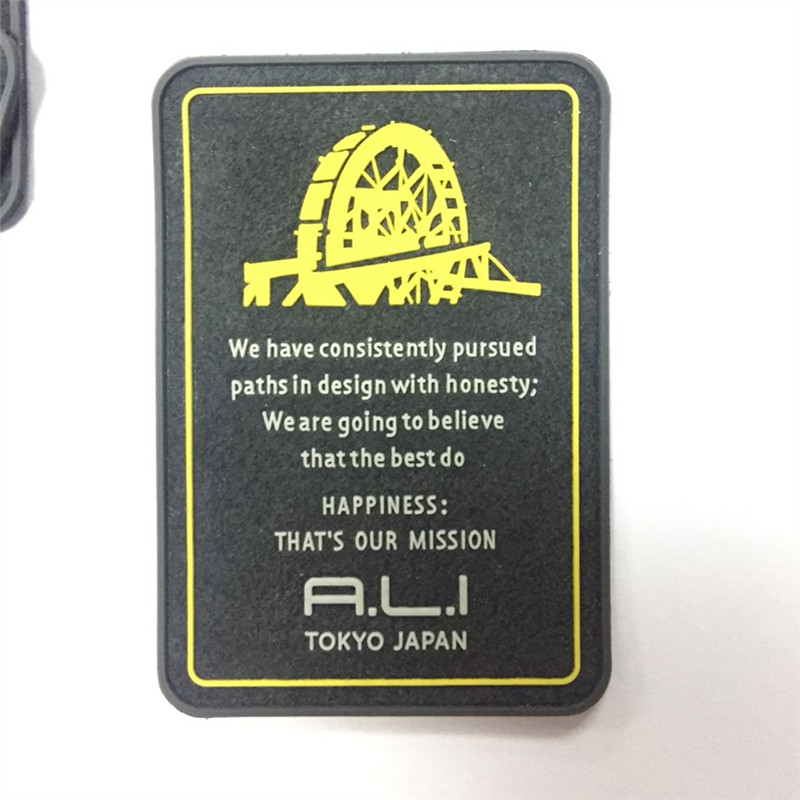 We have consistently pursued
paths in design with honesty;
We are going to believe
that the best do
HAPPINESS:
THAT'S OUR MISSION
A.L.I
TOKYO JAPAN